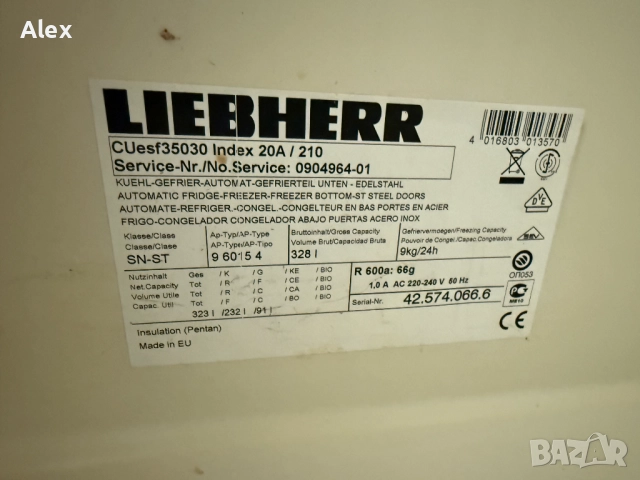 Alex
LIEBHERR
4 016803 013570
CUesf35030 Index 20A / 210
Service-Nr./No.Service: 0904964-01
KUEHL-GEFRIER-AUTOMAT-GEFRIERTEIL UNTEN - EDELSTAHL
AUTOMATIC FRIDGE-FREEZER-FREEZER BOTTOM-ST STEEL DOORS
AUTOMATE-REFRIGER.-CONGEL.-CONGELTEUR EN BAS PORTES EN ACIER
FRIGO-CONGELADOR CONGELADOR ABAJO PUERTAS ACERO INOX
Klasse/Class Ap-Typ/AP-Type Bruttoinhalt/Gross Capacity Gefriervermoegen/Freezing Capacity
Classe/Clase AP-Type/AP-Tipo Volume Brut/Capacidad Bruta Pouvoir de Congel./Capac.Congeladora
SN-ST 9 6015 4 328 l 9kg/24h
Nutzinhalt Ges /K /G /KE /BIO
Net.Capacity Tot /R /F /CE /BIO
Volume Utile Tot /R /C /CA /BIO
Capac. Util Tot /F /C /BO /BIO
323 l /232 l /91 l
R 600a: 66g
1,0 A AC 220-240 V 50 Hz
Serial-Nr. 42.574.066.6
Insulation (Pentan)
Made in EU
DVE
ОП053
МЕ10
CE
BAZAR